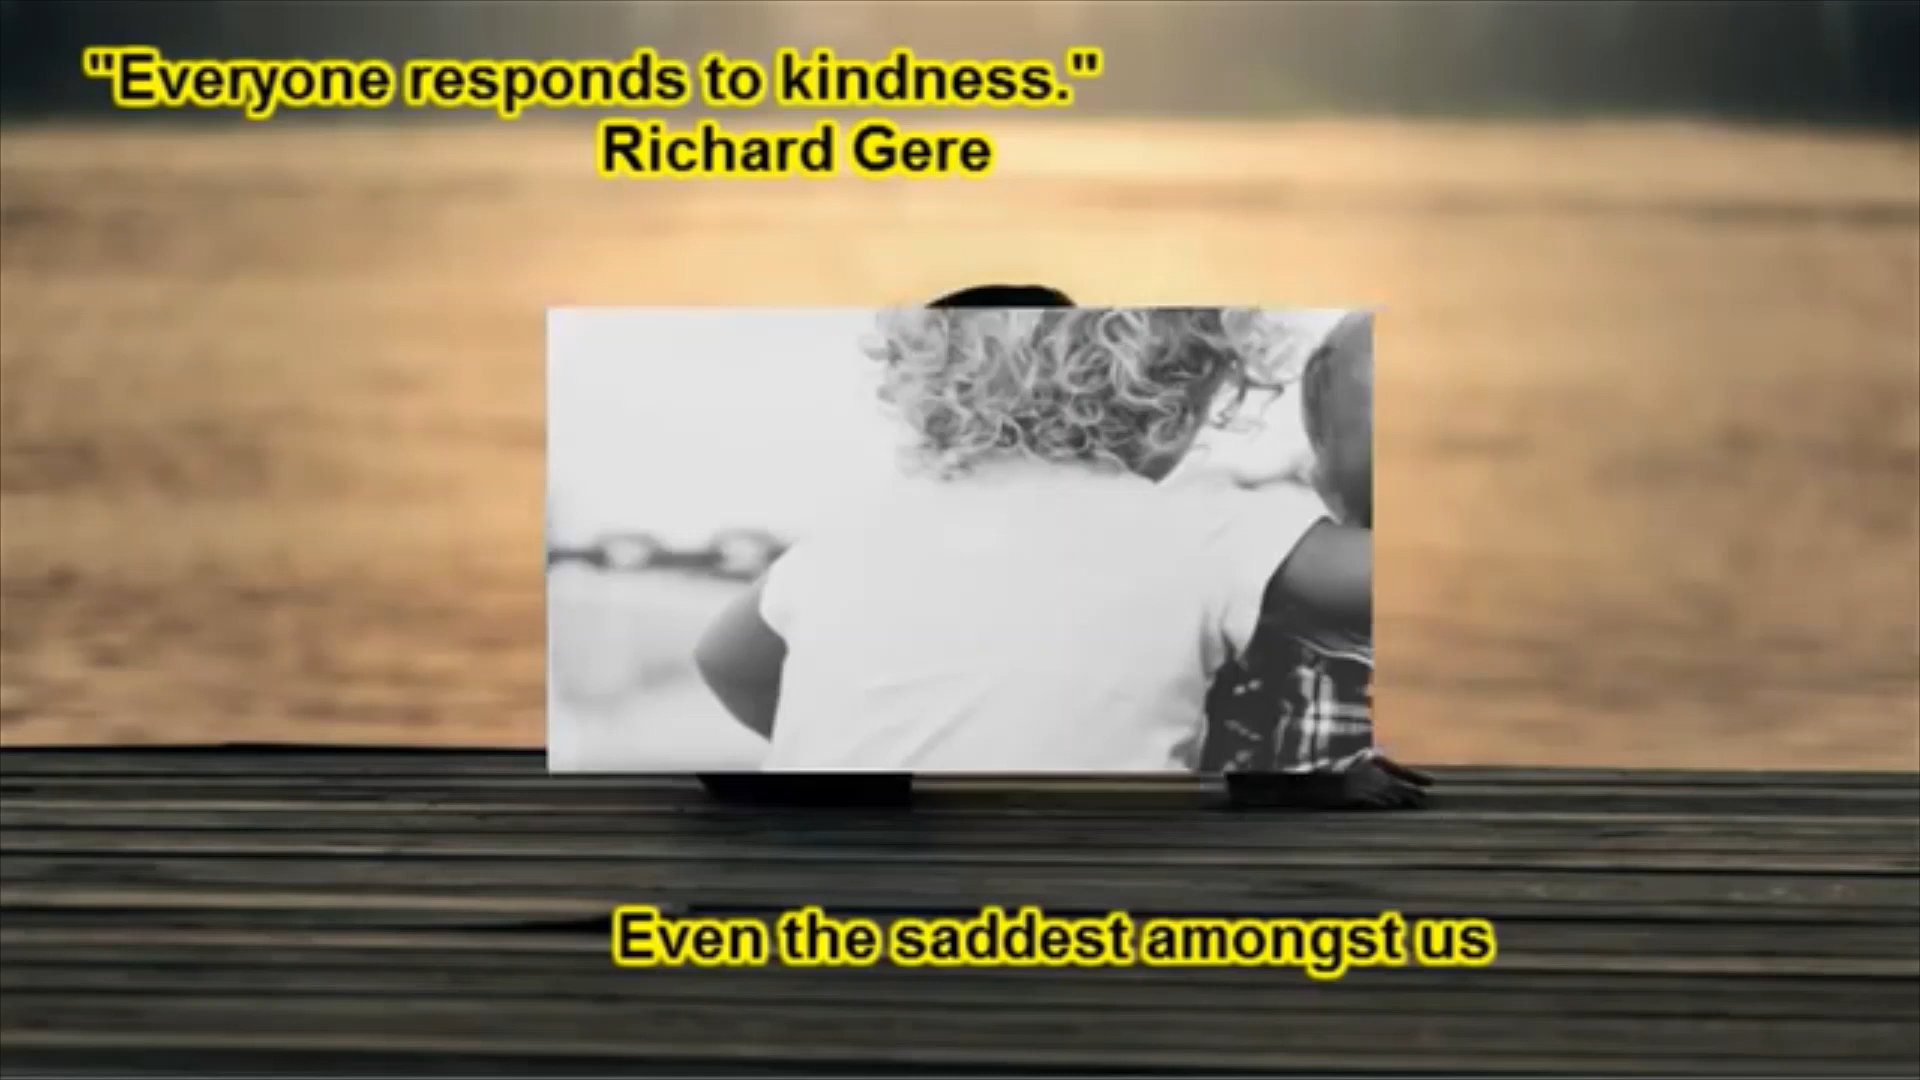 "Everyone responds to kindness."
Richard Gere
Even the saddest amongst us